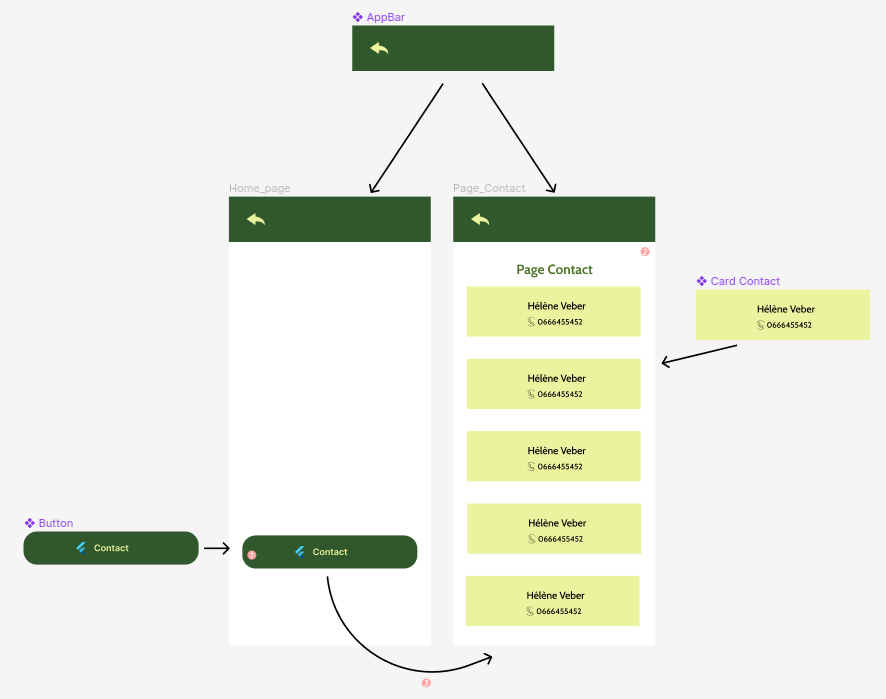 AppBar
Home_page
Page_Contact
2
Page Contact
Card Contact
Hélène Veber
0666455452
Hélène Veber
0666455452
Hélène Veber
0666455452
Hélène Veber
0666455452
Hélène Veber
0666455452
Hélène Veber
0666455452
Button
Contact
1
Contact
3